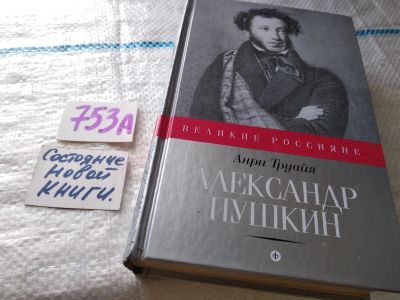 753А
Состояние
новой
книги.
ВЕЛИКИЕ РОССИЯНЕ
Анри Труайя
АЛЕКСАНДР
ПУШКИН